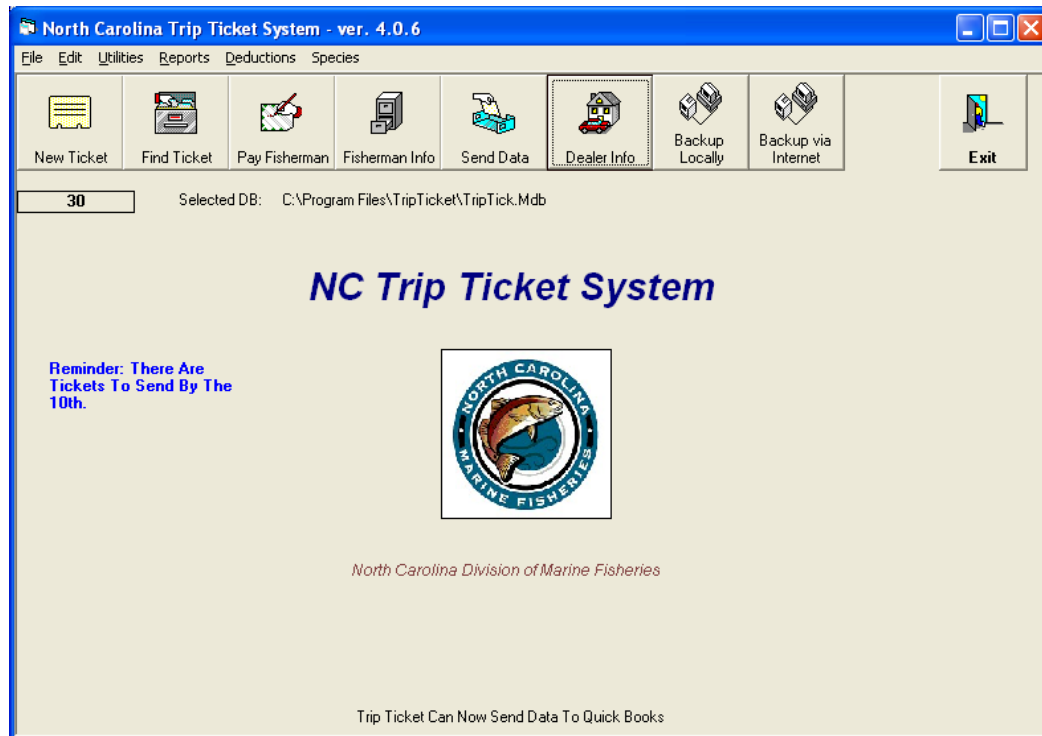 North Carolina Trip Ticket System - ver. 4.0.6
File Edit Utilities Reports Deductions Species
New Ticket Find Ticket Pay Fisherman Fisherman Info Send Data Dealer Info Backup Locally Backup via Internet Exit
30 Selected DB: C:\Program Files\TripTicket\TripTick.Mdb
NC Trip Ticket System
Reminder: There Are
Tickets To Send By The
10th.
NORTH CAROLINA
MARINE FISHERIES
North Carolina Division of Marine Fisheries
Trip Ticket Can Now Send Data To Quick Books